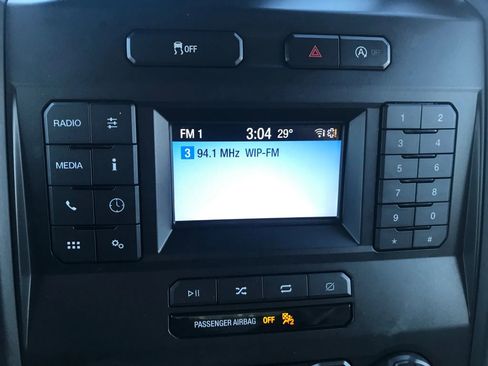 OFF
A OFF
RADIO
MEDIA
i
FM 1 3:04 29°
3 94.1 MHz WIP-FM
1 2
3 4
5 6
7 8
9 0
* #
PASSENGER AIRBAG OFF 2